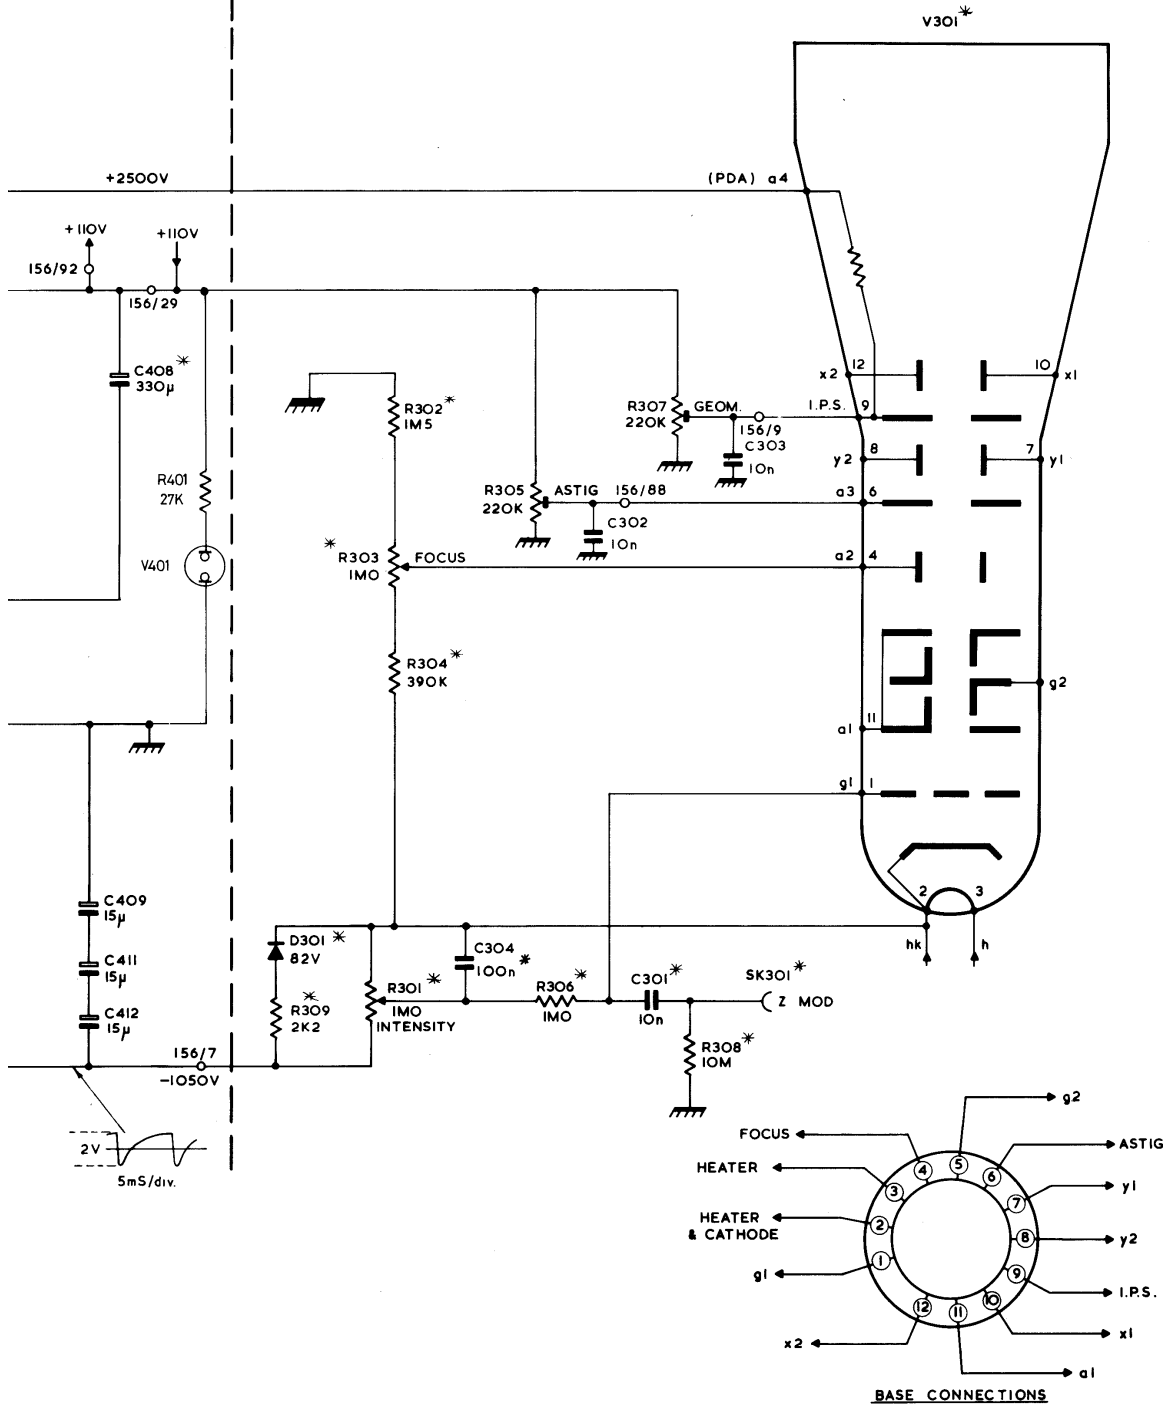 V301*
+2500V
(PDA) a4
+110V
+110V
156/92
156/29
C408*
330µ
x2
12
10
x1
R302*
1M5
R307
220K
GEOM.
I.P.S.
9
156/9
C303
10n
y2
8
7
y1
R401
27K
R305
220K
ASTIG
156/88
a3
6
C302
10n
V401
*
R303
1M0
FOCUS
a2
4
R304*
390K
g2
a1
11
g1
1
C409
15µ
2
3
D301*
82V
C304
100n*
hk
h
C411
15µ
R301*
1M0
INTENSITY
R306*
1M0
C301*
10n
SK301*
Z MOD
*
R309
2K2
C412
15µ
R308*
10M
156/7
-1050V
2V
5mS/div.
g2
FOCUS
ASTIG
HEATER
y1
HEATER
& CATHODE
y2
g1
I.P.S.
x2
x1
a1
1
2
3
4
5
6
7
8
9
10
11
12
BASE CONNECTIONS